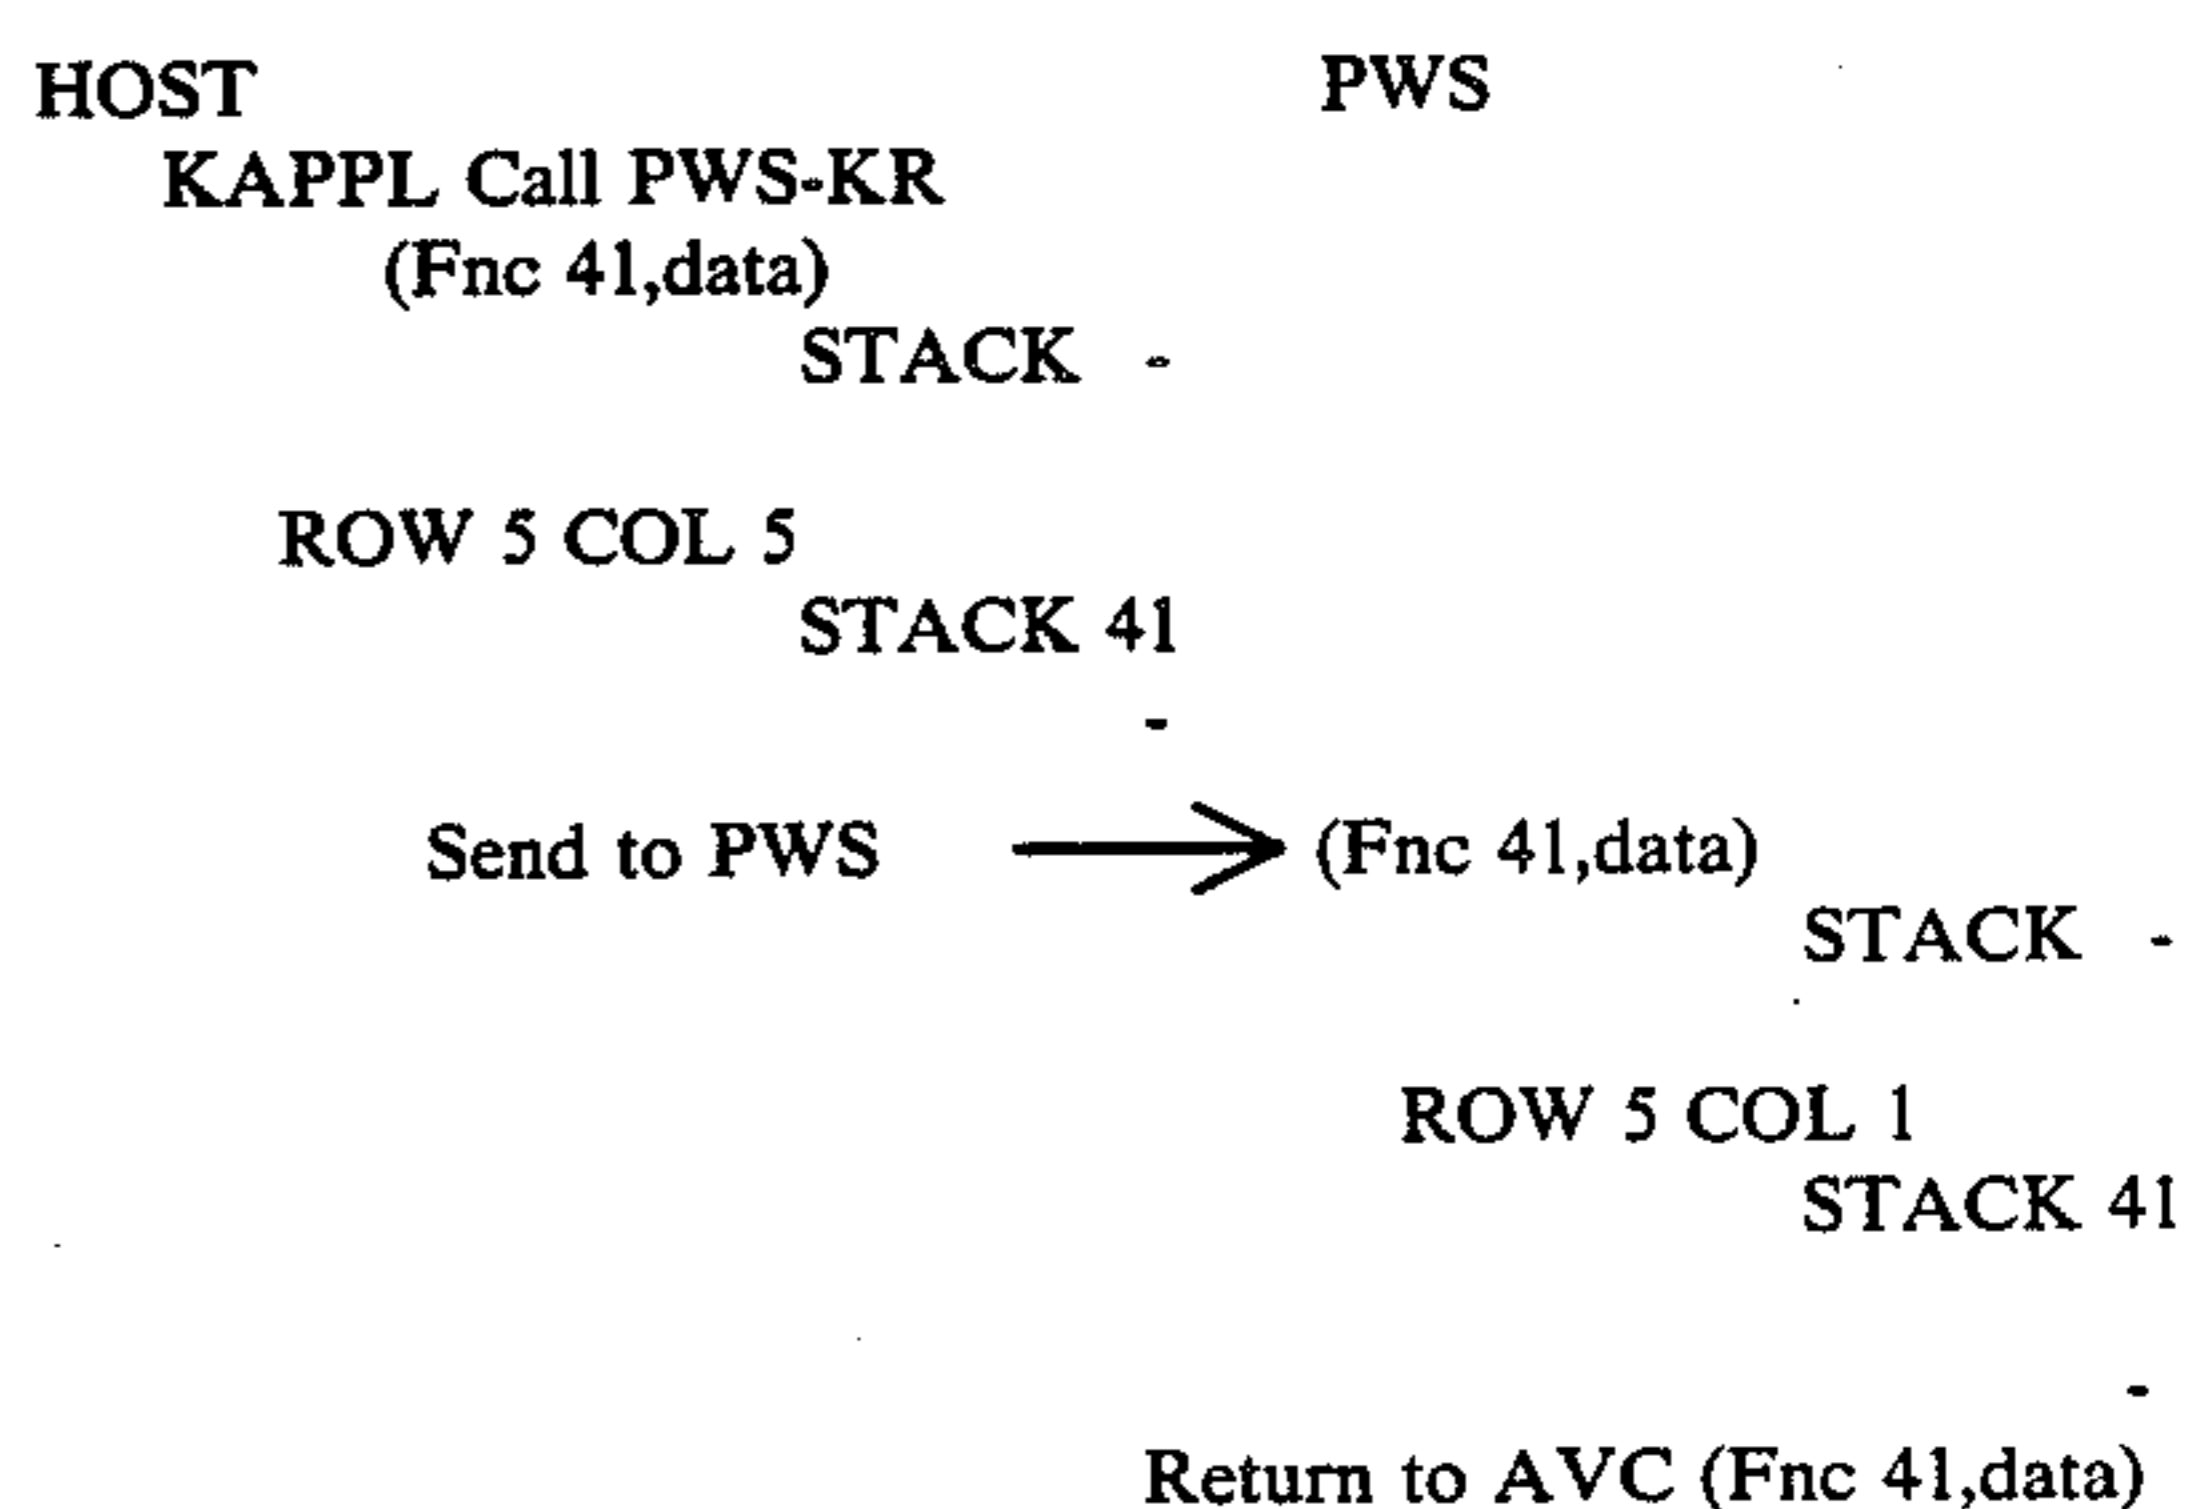 HOST PWS
KAPPL Call PWS-KR
(Fnc 41,data)
STACK -
ROW 5 COL 5
STACK 41
-
Send to PWS (Fnc 41,data)
STACK -
ROW 5 COL 1
STACK 41
-
Return to AVC (Fnc 41,data)